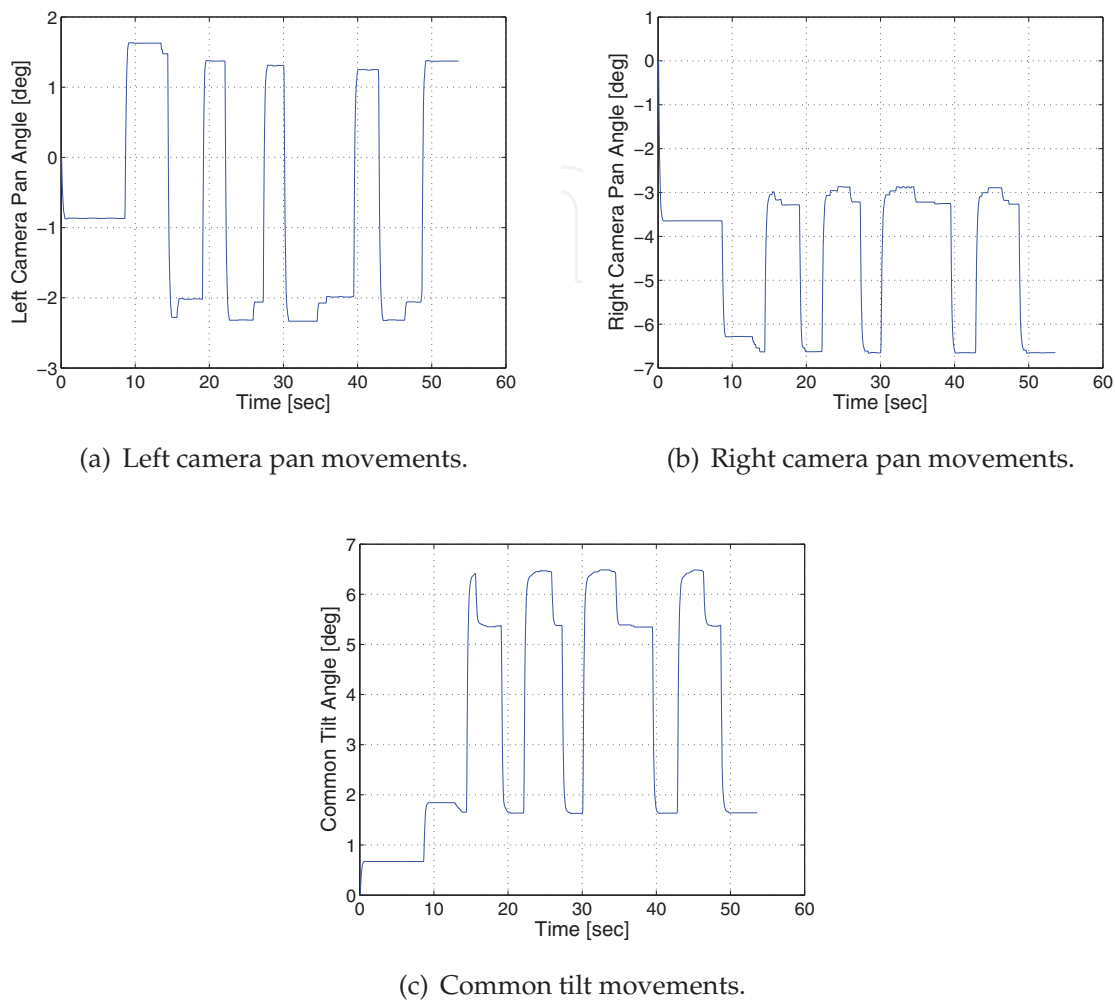 2
1
0
−1
−2
−3
0 10 20 30 40 50 60
Left Camera Pan Angle [deg]
Time [sec]
(a) Left camera pan movements.
1
0
−1
−2
−3
−4
−5
−6
−7
0 10 20 30 40 50 60
Right Camera Pan Angle [deg]
Time [sec]
(b) Right camera pan movements.
7
6
5
4
3
2
1
0
0 10 20 30 40 50 60
Common Tilt Angle [deg]
Time [sec]
(c) Common tilt movements.